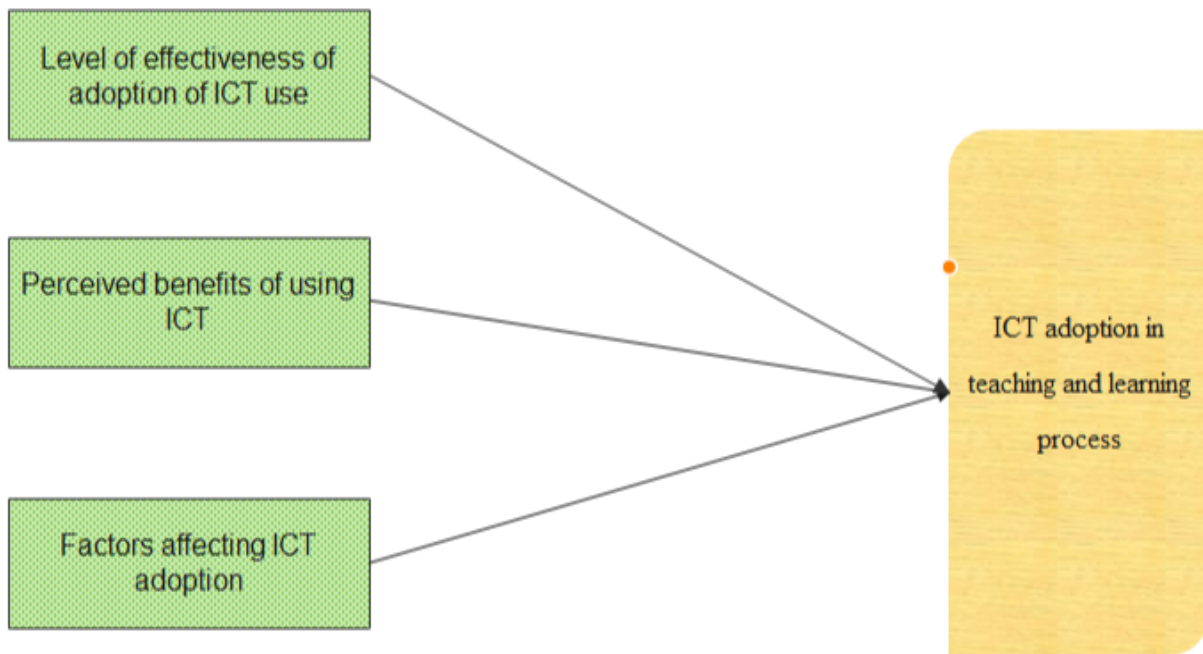 Level of effectiveness of
adoption of ICT use
Perceived benefits of using
ICT
Factors affecting ICT
adoption
ICT adoption in
teaching and learning
process